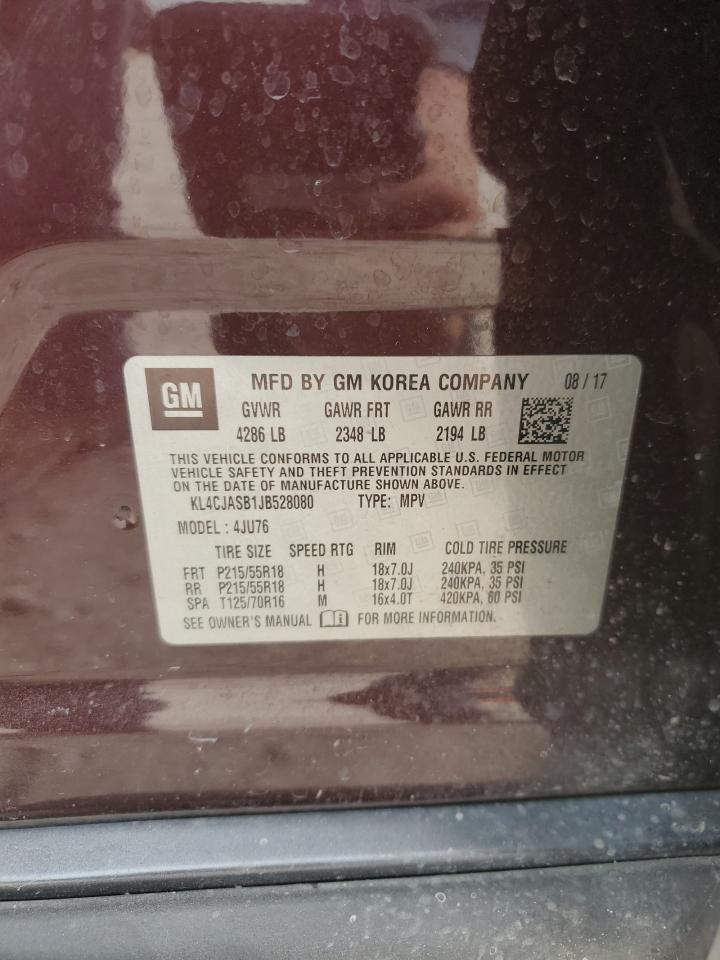 GM MFD BY GM KOREA COMPANY 08 / 17
GVWR GAWR FRT GAWR RR
4286 LB 2348 LB 2194 LB
THIS VEHICLE CONFORMS TO ALL APPLICABLE U.S. FEDERAL MOTOR
VEHICLE SAFETY AND THEFT PREVENTION STANDARDS IN EFFECT
ON THE DATE OF MANUFACTURE SHOWN ABOVE.
KL4CJASB1JB528080 TYPE: MPV
MODEL : 4JU76
TIRE SIZE SPEED RTG RIM COLD TIRE PRESSURE
FRT P215/55R18 H 18x7.0J 240KPA, 35 PSI
RR P215/55R18 H 18x7.0J 240KPA, 35 PSI
SPA T125/70R16 M 16x4.0T 420KPA, 60 PSI
SEE OWNER'S MANUAL i FOR MORE INFORMATION.